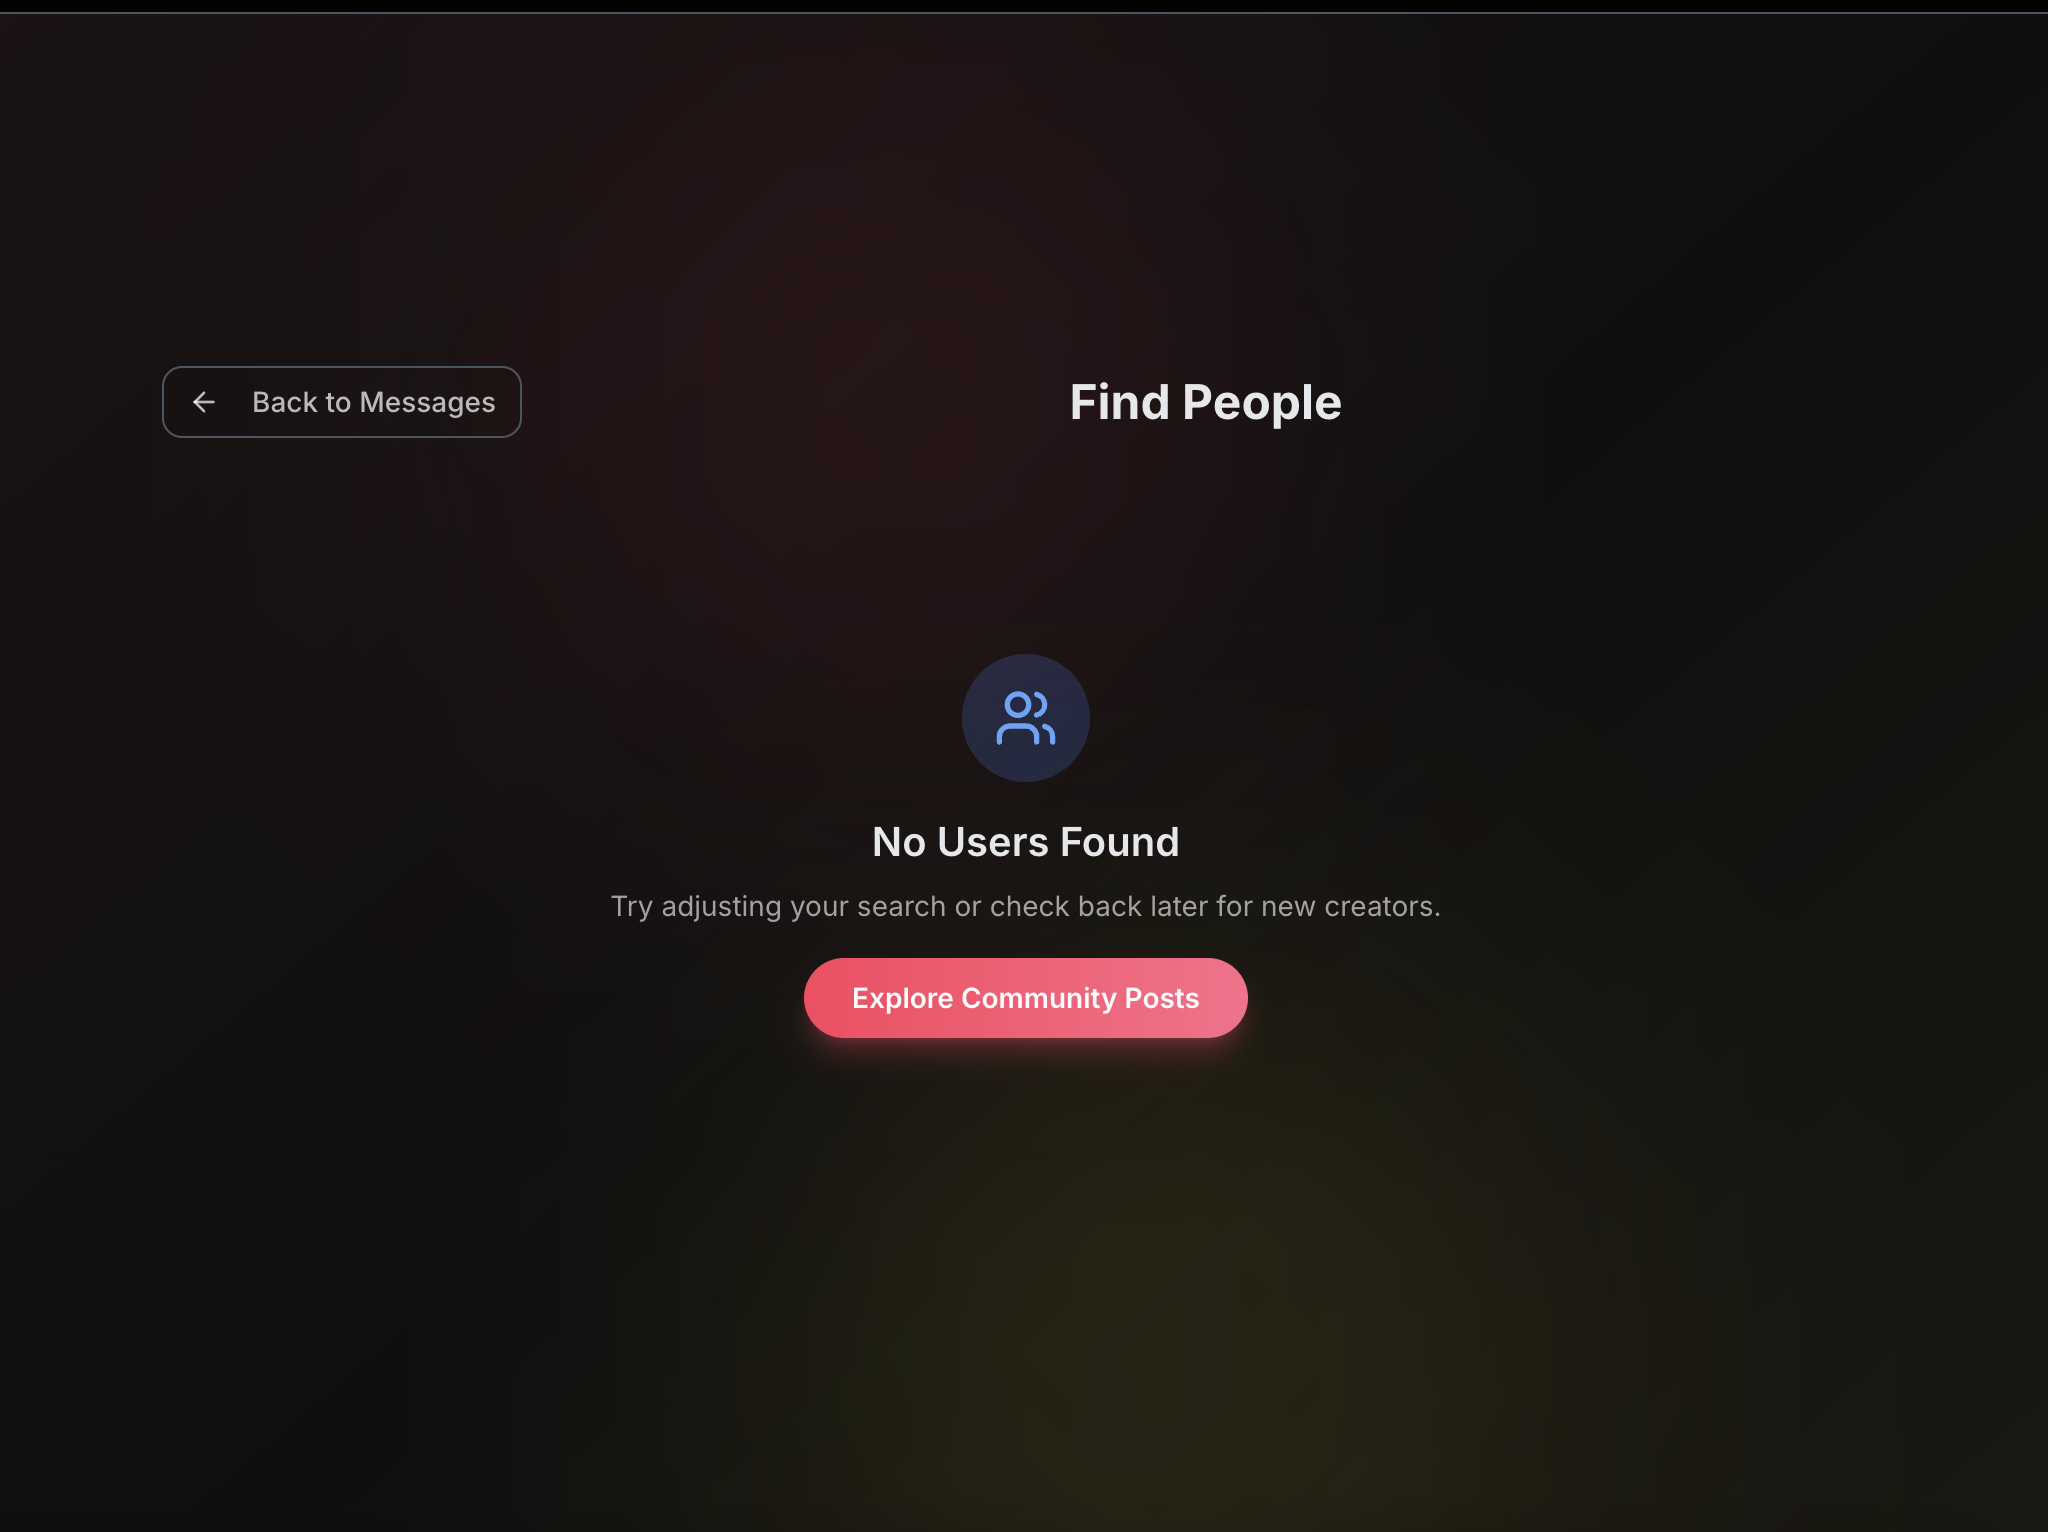 Back to Messages
Find People
No Users Found
Try adjusting your search or check back later for new creators.
Explore Community Posts